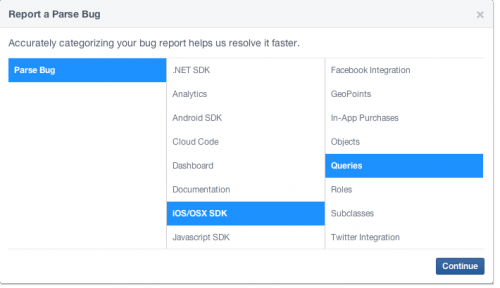 Report a Parse Bug ×
Accurately categorizing your bug report helps us resolve it faster.
Parse Bug
.NET SDK
Analytics
Android SDK
Cloud Code
Dashboard
Documentation
iOS/OSX SDK
Javascript SDK
Facebook Integration
GeoPoints
In-App Purchases
Objects
Queries
Roles
Subclasses
Twitter Integration
Continue